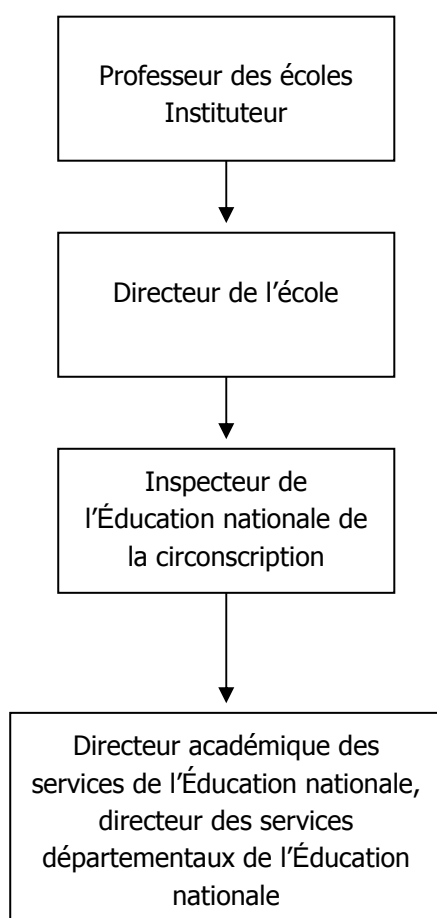 Professeur des écoles
Instituteur
Directeur de l’école
Inspecteur de
l’Éducation nationale de
la circonscription
Directeur académique des
services de l’Éducation nationale,
directeur des services
départementaux de l’Éducation
nationale